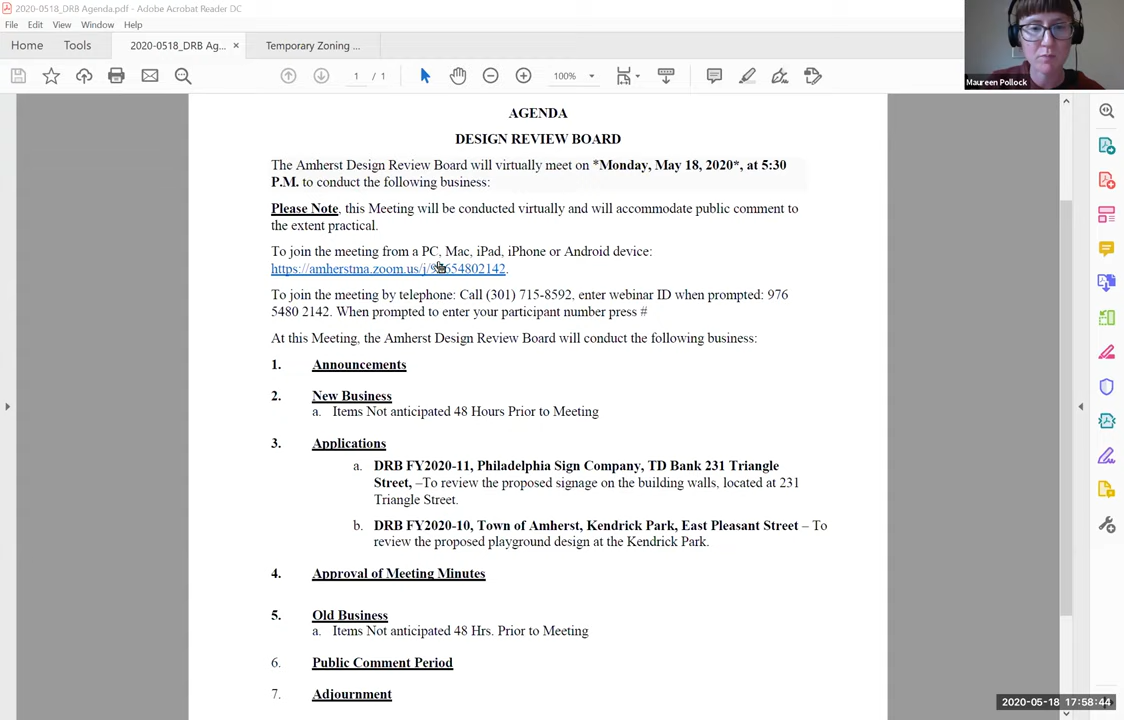 2020-0518_DRB Agenda.pdf - Adobe Acrobat Reader DC
File Edit View Window Help
Home Tools 2020-0518_DRB Ag... × Temporary Zoning ...
1 / 1 100%
Maureen Pollock
AGENDA
DESIGN REVIEW BOARD
The Amherst Design Review Board will virtually meet on *Monday, May 18, 2020*, at 5:30
P.M. to conduct the following business:
Please Note, this Meeting will be conducted virtually and will accommodate public comment to
the extent practical.
To join the meeting from a PC, Mac, iPad, iPhone or Android device:
https://amherstma.zoom.us/j/97654802142.
To join the meeting by telephone: Call (301) 715-8592, enter webinar ID when prompted: 976
5480 2142. When prompted to enter your participant number press #
At this Meeting, the Amherst Design Review Board will conduct the following business:
1. Announcements
2. New Business
a. Items Not anticipated 48 Hours Prior to Meeting
3. Applications
a. DRB FY2020-11, Philadelphia Sign Company, TD Bank 231 Triangle
Street, –To review the proposed signage on the building walls, located at 231
Triangle Street.
b. DRB FY2020-10, Town of Amherst, Kendrick Park, East Pleasant Street – To
review the proposed playground design at the Kendrick Park.
4. Approval of Meeting Minutes
5. Old Business
a. Items Not anticipated 48 Hrs. Prior to Meeting
6. Public Comment Period
7. Adjournment
2020-05-18 17:58:44